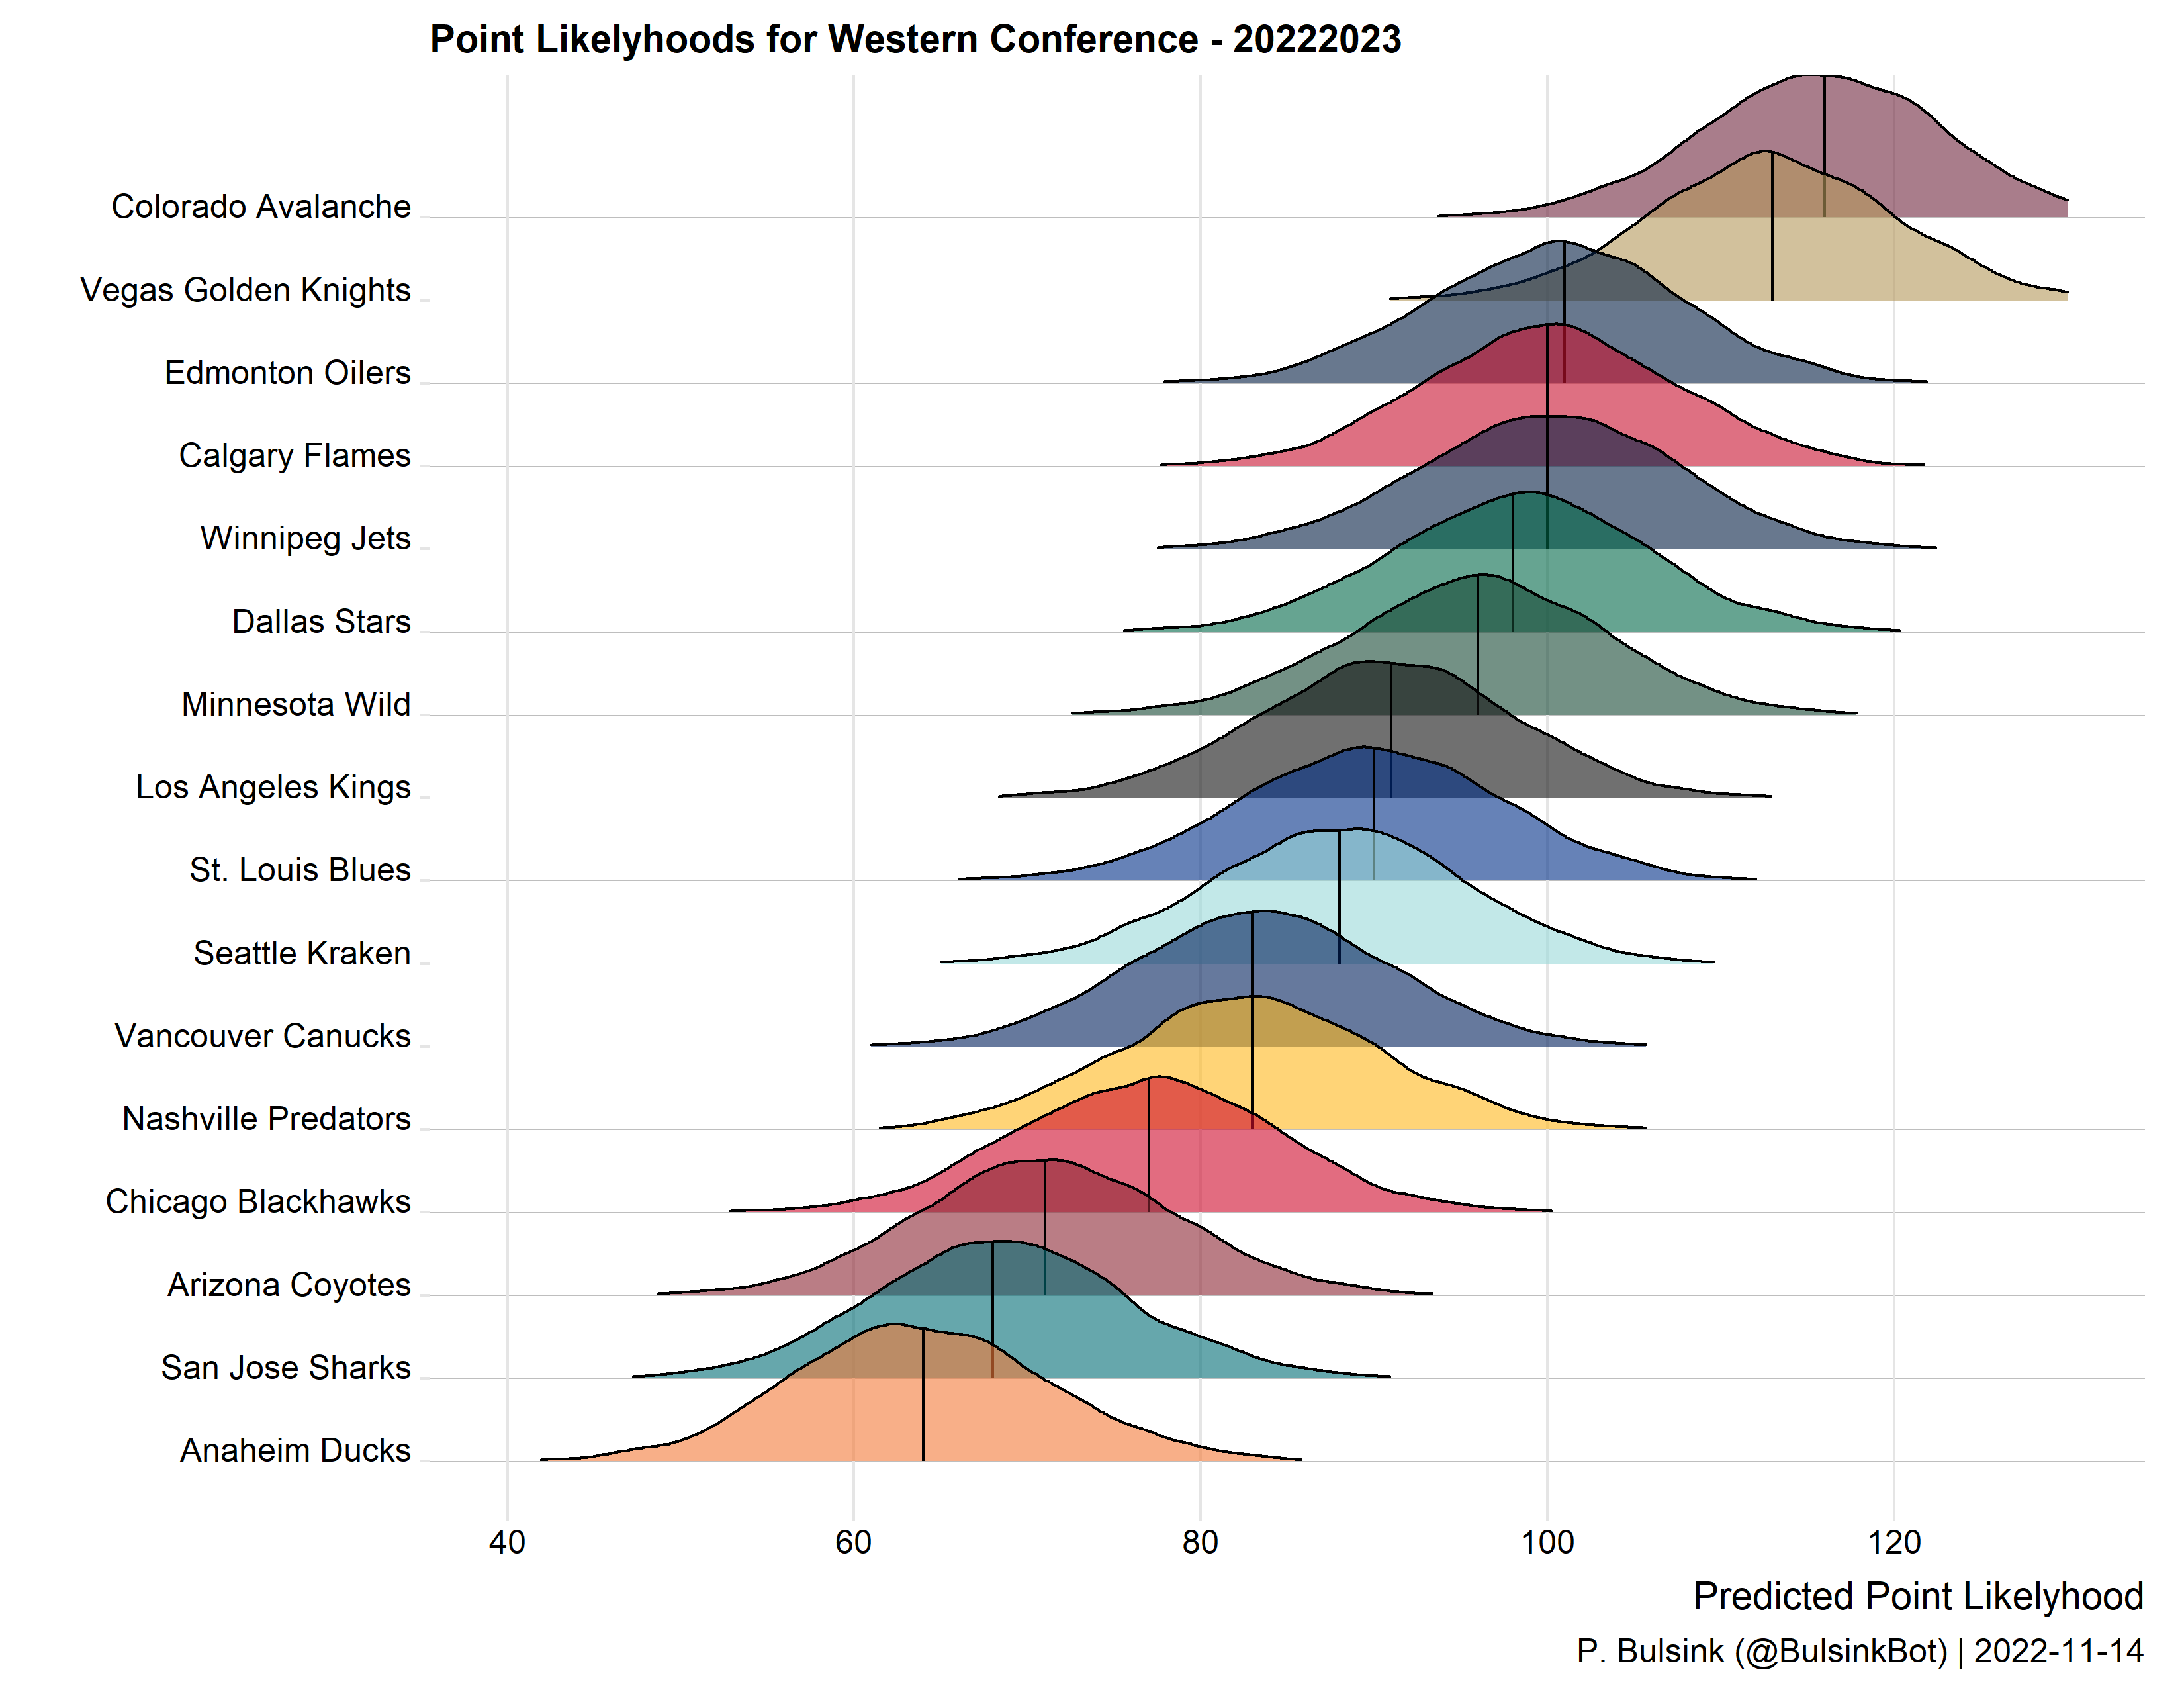 Point Likelyhoods for Western Conference - 20222023
Colorado Avalanche
Vegas Golden Knights
Edmonton Oilers
Calgary Flames
Winnipeg Jets
Dallas Stars
Minnesota Wild
Los Angeles Kings
St. Louis Blues
Seattle Kraken
Vancouver Canucks
Nashville Predators
Chicago Blackhawks
Arizona Coyotes
San Jose Sharks
Anaheim Ducks
40 60 80 100 120
Predicted Point Likelyhood
P. Bulsink (@BulsinkBot) | 2022-11-14